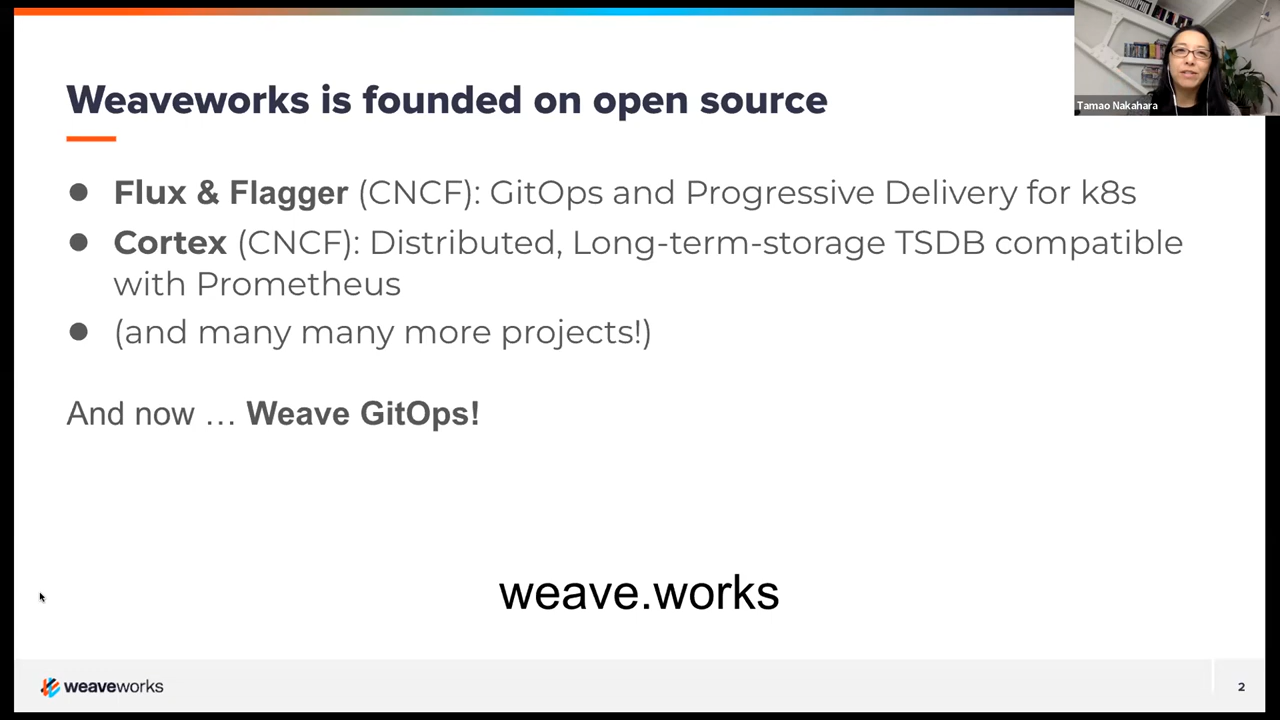 Weaveworks is founded on open source
Tamao Nakahara
● Flux & Flagger (CNCF): GitOps and Progressive Delivery for k8s
● Cortex (CNCF): Distributed, Long-term-storage TSDB compatible
with Prometheus
● (and many many more projects!)
And now … Weave GitOps!
weave.works
weaveworks
2